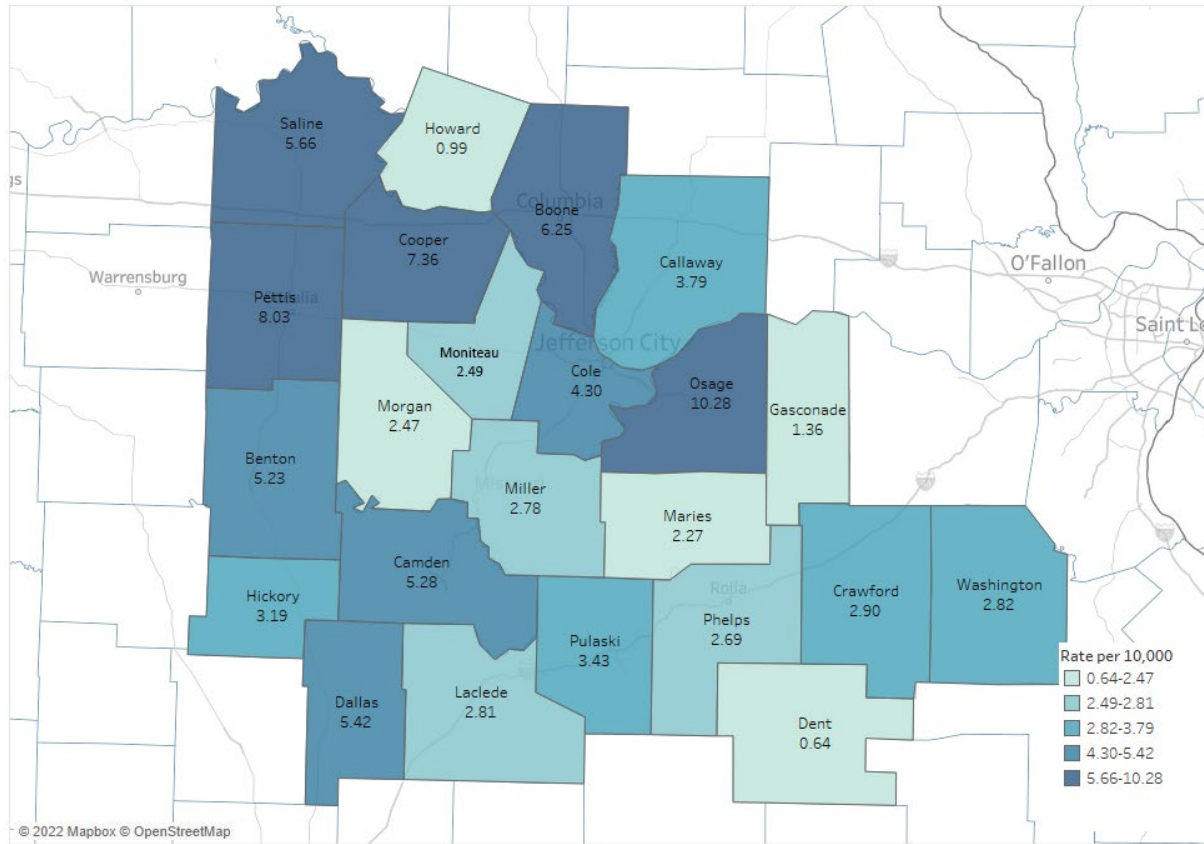 Saline
5.66
Howard
0.99
Columbia
Boone
6.25
Cooper
7.36
Callaway
3.79
O'Fallon
Warrensburg
Pettis
8.03
Saint Lo
Jefferson City
Moniteau
2.49
Cole
4.30
Osage
10.28
Gasconade
1.36
Morgan
2.47
Benton
5.23
Miller
2.78
Maries
2.27
Camden
5.28
Hickory
3.19
Rolla
Phelps
2.69
Crawford
2.90
Washington
2.82
Pulaski
3.43
Dallas
5.42
Laclede
2.81
Dent
0.64
Rate per 10,000
0.64-2.47
2.49-2.81
2.82-3.79
4.30-5.42
5.66-10.28
© 2022 Mapbox © OpenStreetMap